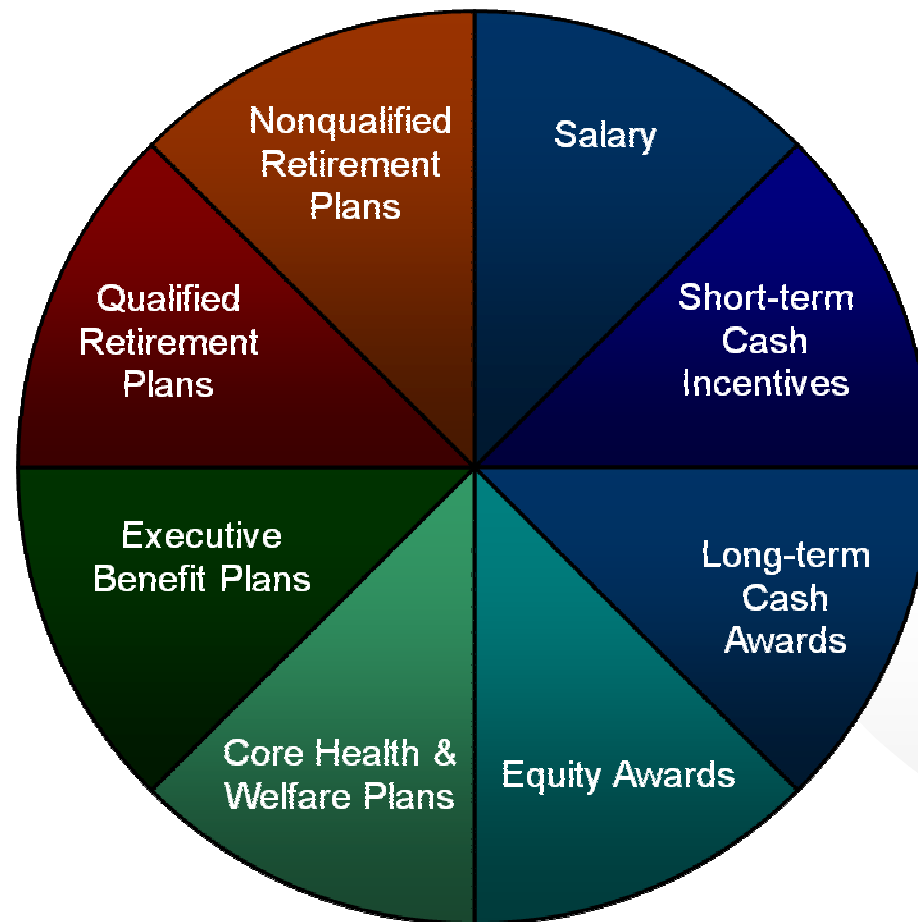 Salary
Short-term
Cash
Incentives
Long-term
Cash
Awards
Equity Awards
Core Health &
Welfare Plans
Executive
Benefit Plans
Qualified
Retirement
Plans
Nonqualified
Retirement
Plans